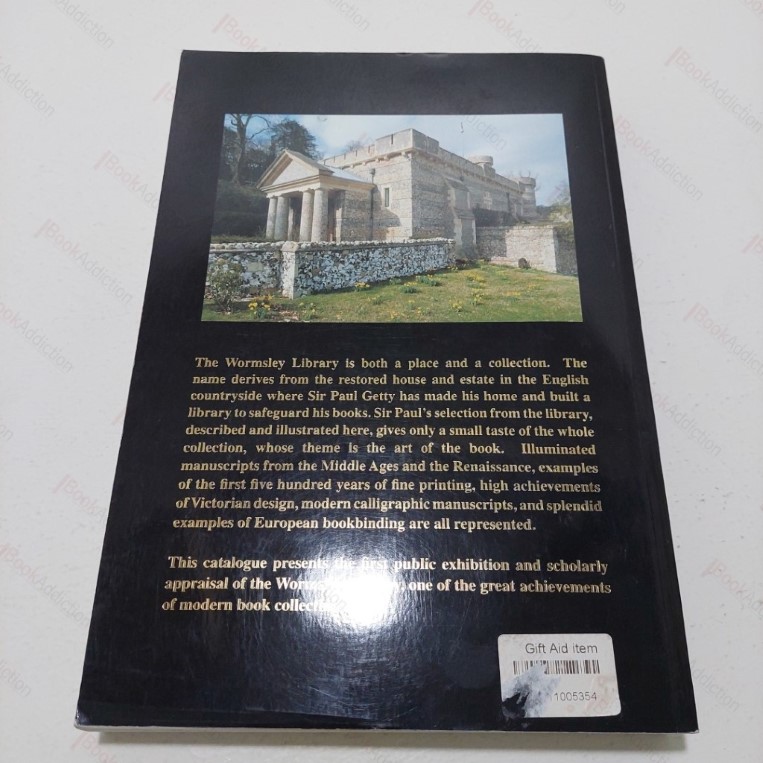 The Wormsley Library is both a place and a collection. The
name derives from the restored house and estate in the English
countryside where Sir Paul Getty has made his home and built a
library to safeguard his books. Sir Paul's selection from the library,
described and illustrated here, gives only a small taste of the whole
collection, whose theme is the art of the book. Illuminated
manuscripts from the Middle Ages and the Renaissance, examples
of the first five hundred years of fine printing, high achievements
of Victorian design, modern calligraphic manuscripts, and splendid
examples of European bookbinding are all represented.
This catalogue presents the first public exhibition and scholarly
appraisal of the one of the great achievements
of modern book
Gift Aid item
1005354
BookAddiction